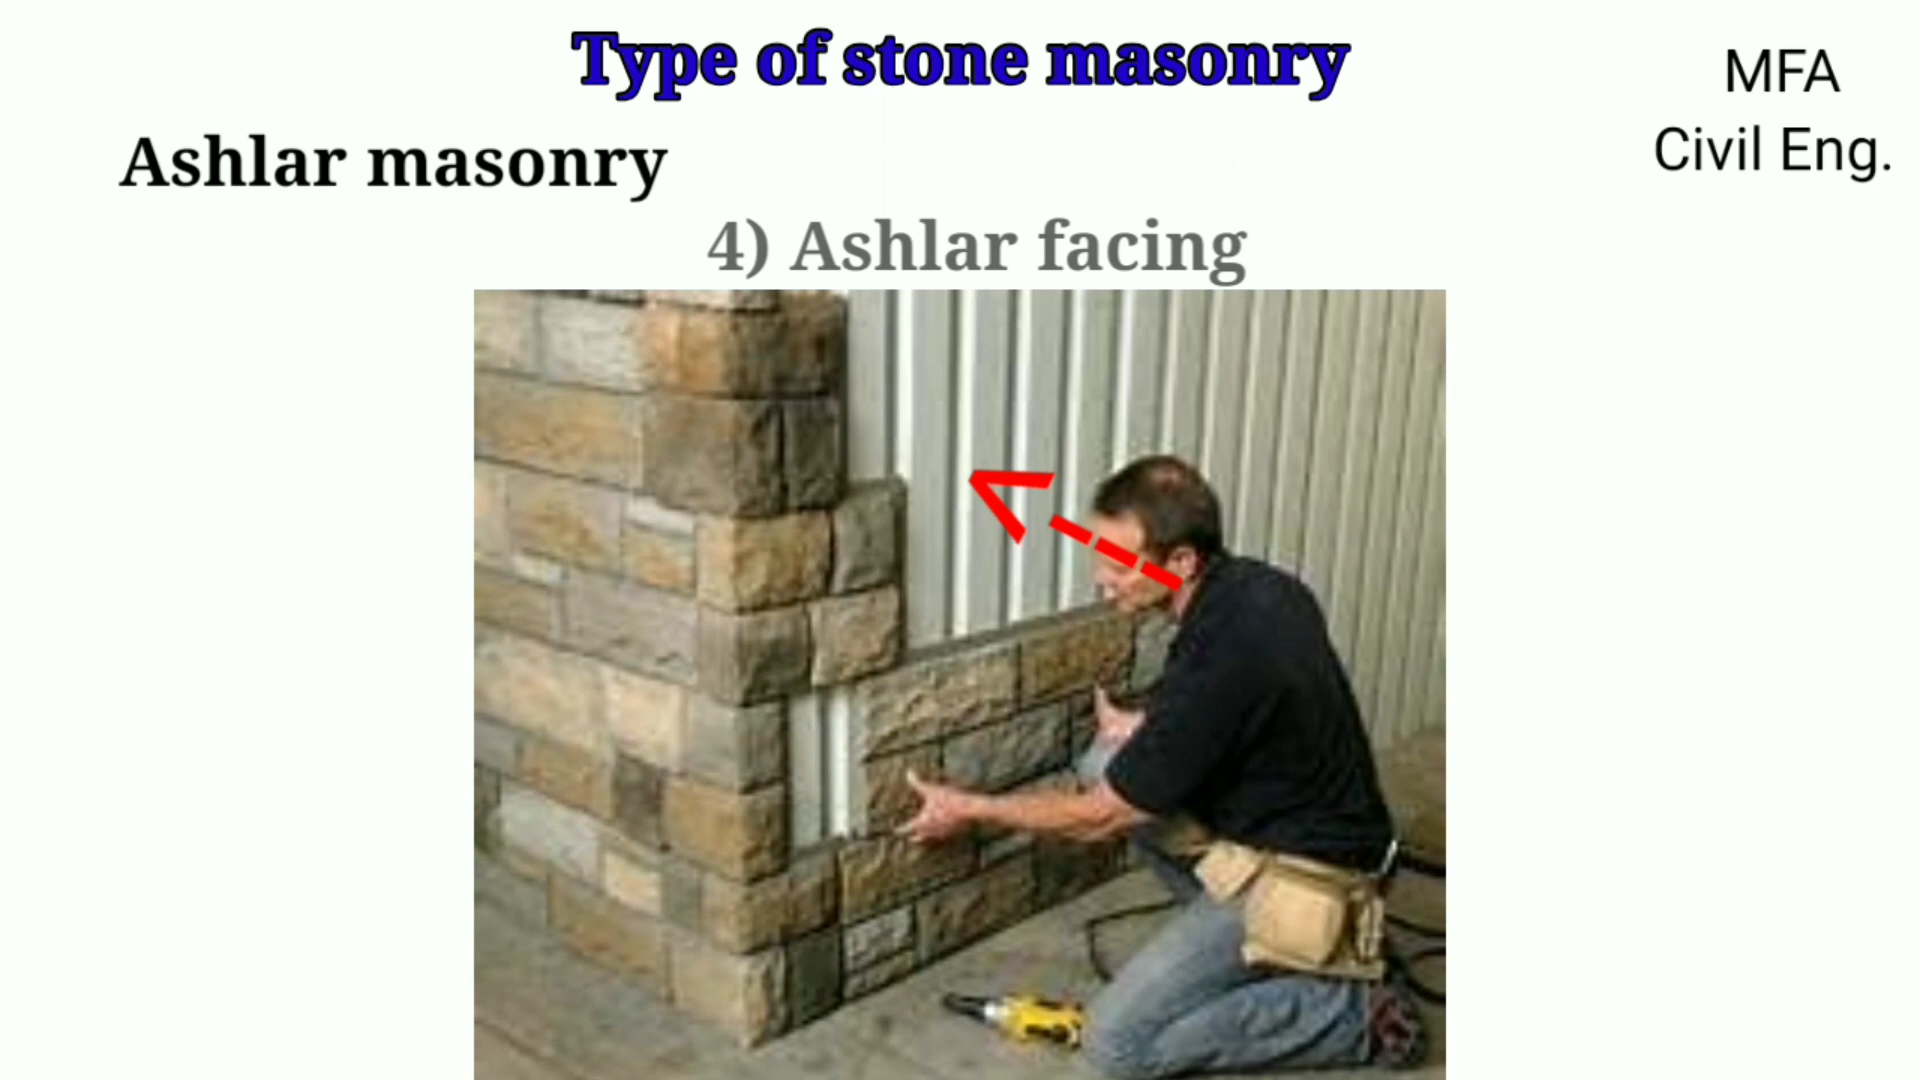 Type of stone masonry
MFA
Civil Eng.
Ashlar masonry
4) Ashlar facing